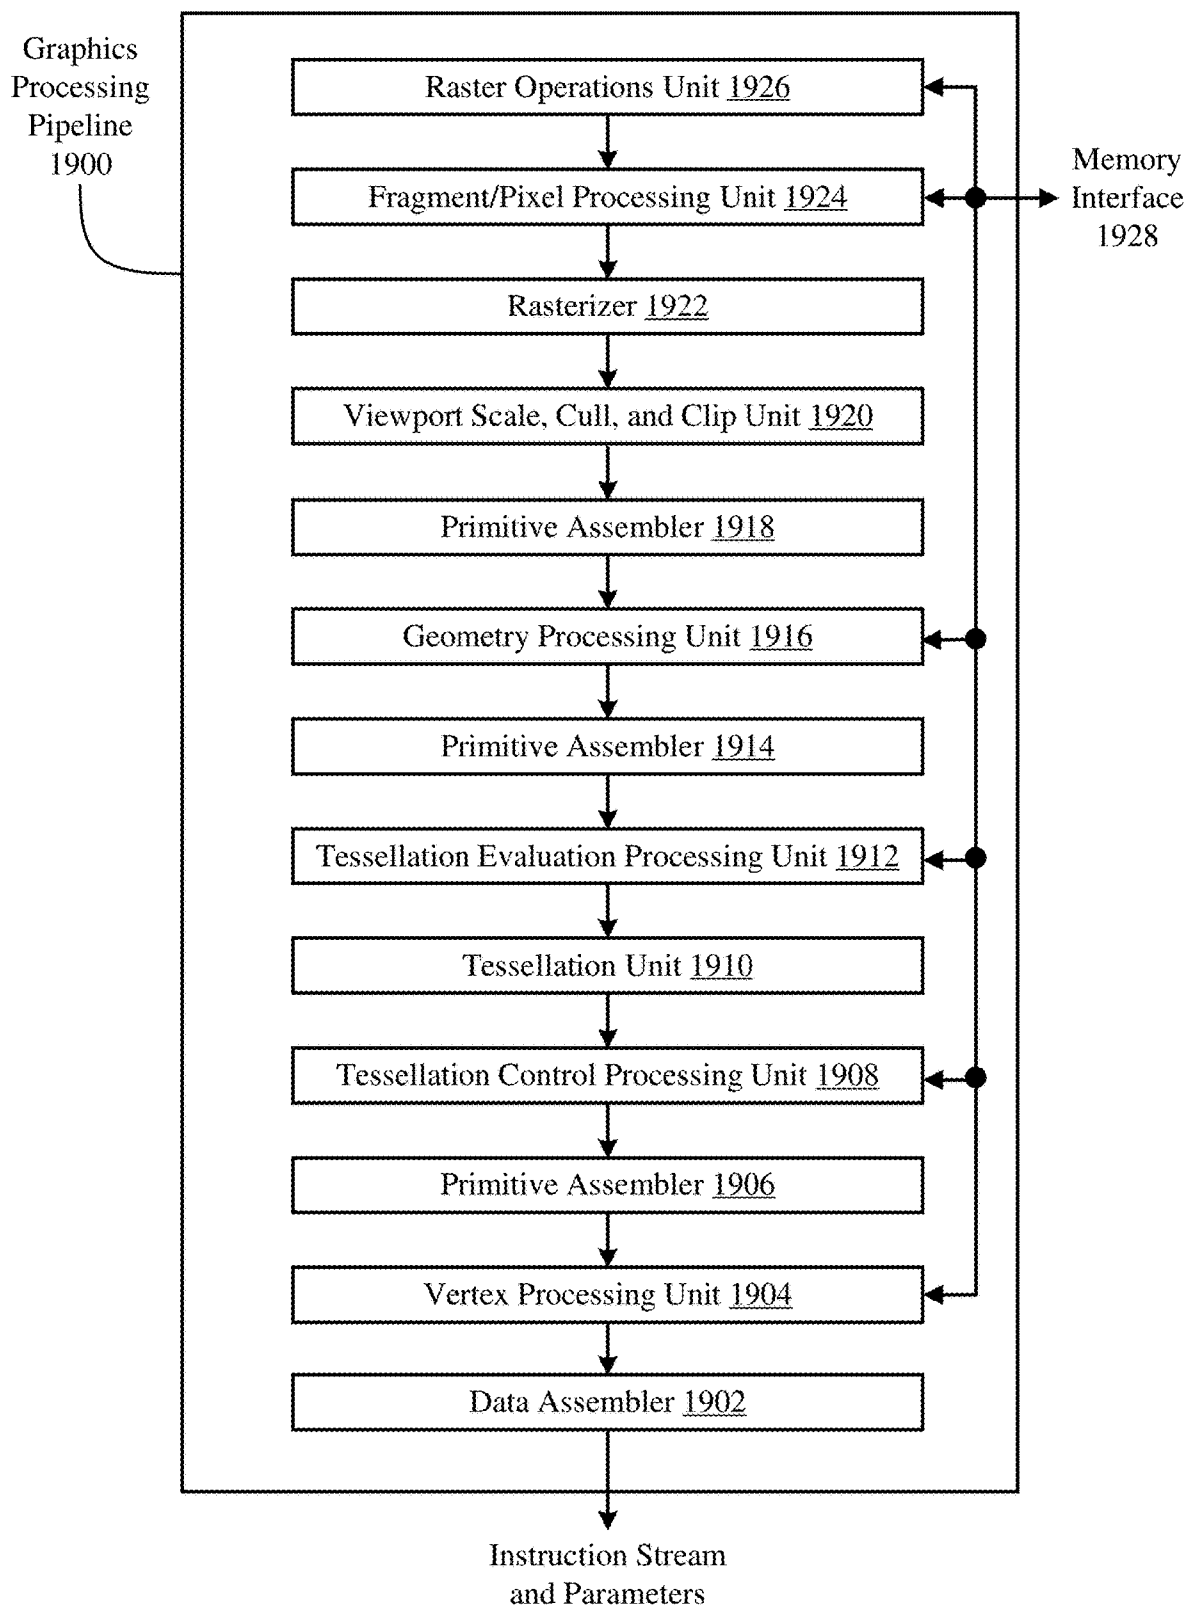 Graphics
Processing
Pipeline
1900
Raster Operations Unit 1926
Fragment/Pixel Processing Unit 1924
Memory
Interface
1928
Rasterizer 1922
Viewport Scale, Cull, and Clip Unit 1920
Primitive Assembler 1918
Geometry Processing Unit 1916
Primitive Assembler 1914
Tessellation Evaluation Processing Unit 1912
Tessellation Unit 1910
Tessellation Control Processing Unit 1908
Primitive Assembler 1906
Vertex Processing Unit 1904
Data Assembler 1902
Instruction Stream
and Parameters